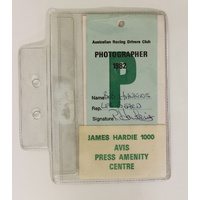 Australian Racing Drivers Club
PHOTOGRAPHER
1982
P
Name
Rep.
Signature
JAMES HARDIE 1000
AVIS
PRESS AMENITY
CENTRE